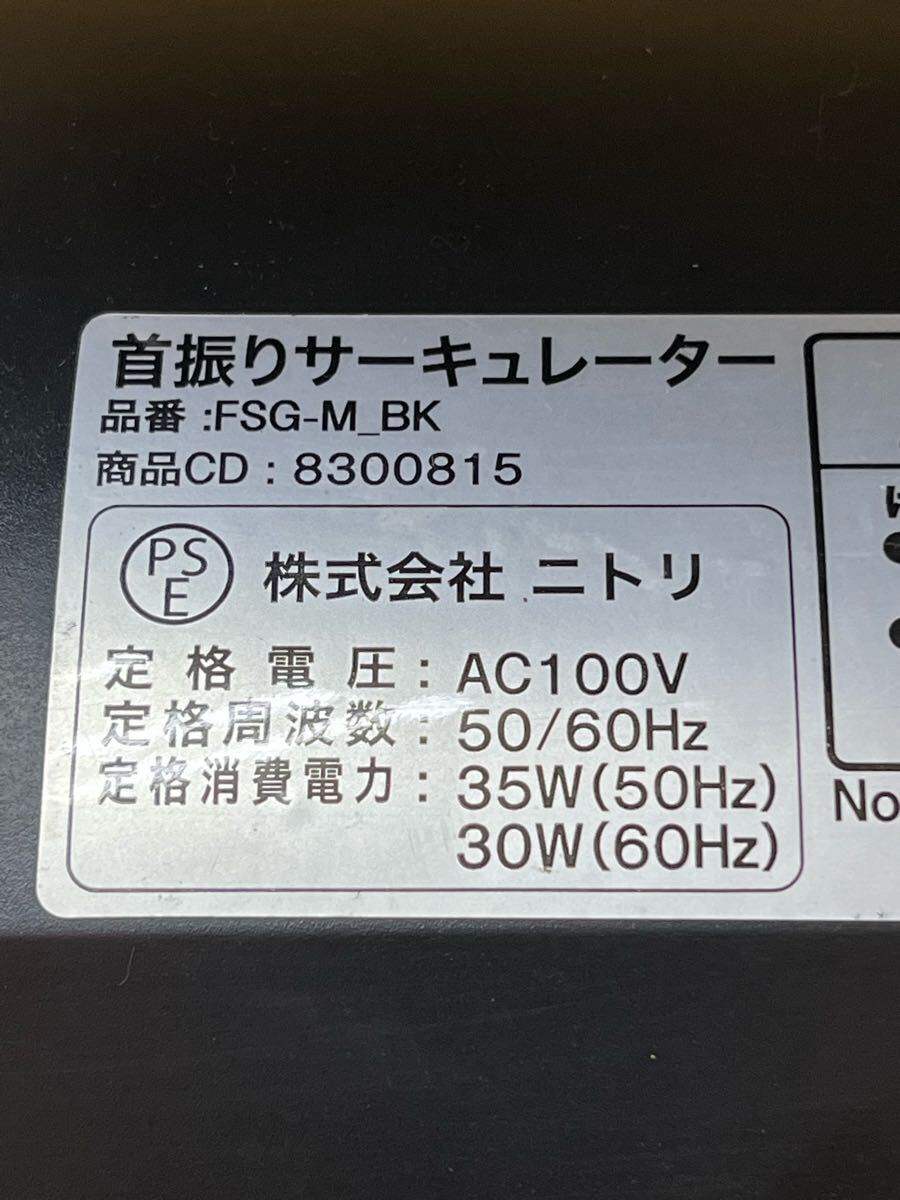 首振りサーキュレーター
品番 :FSG-M_BK
商品CD : 8300815
PSE 株式会社 ニトリ
定格電圧 : AC100V
定格周波数 : 50/60Hz
定格消費電力 : 35W(50Hz)
30W(60Hz)
No